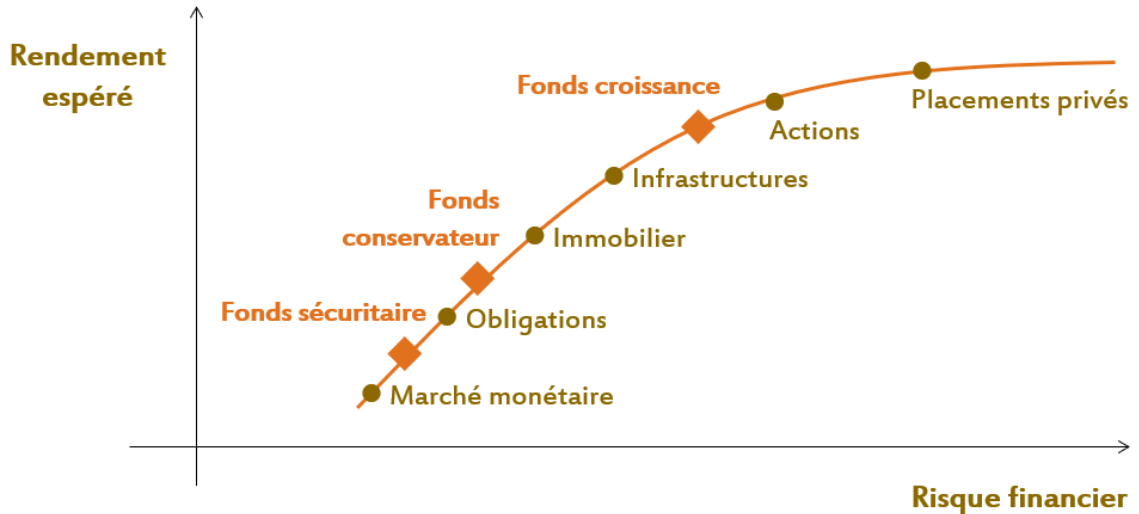 Rendement
espéré
Fonds croissance
Placements privés
Actions
Infrastructures
Fonds
conservateur
Immobilier
Fonds sécuritaire
Obligations
Marché monétaire
Risque financier